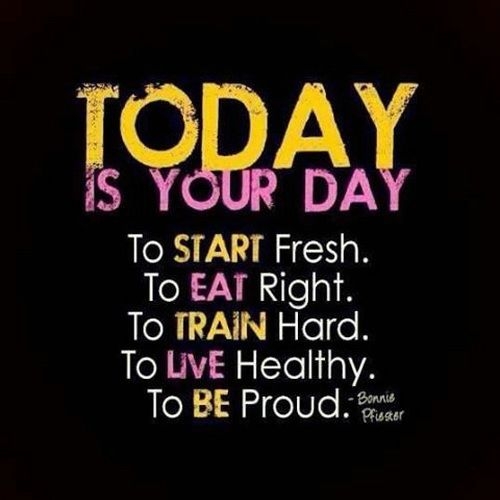 TODAY
IS YOUR DAY
To START Fresh.
To EAT Right.
To TRAIN Hard.
To LIVE Healthy.
To BE Proud. - Bonnie
Pfiester